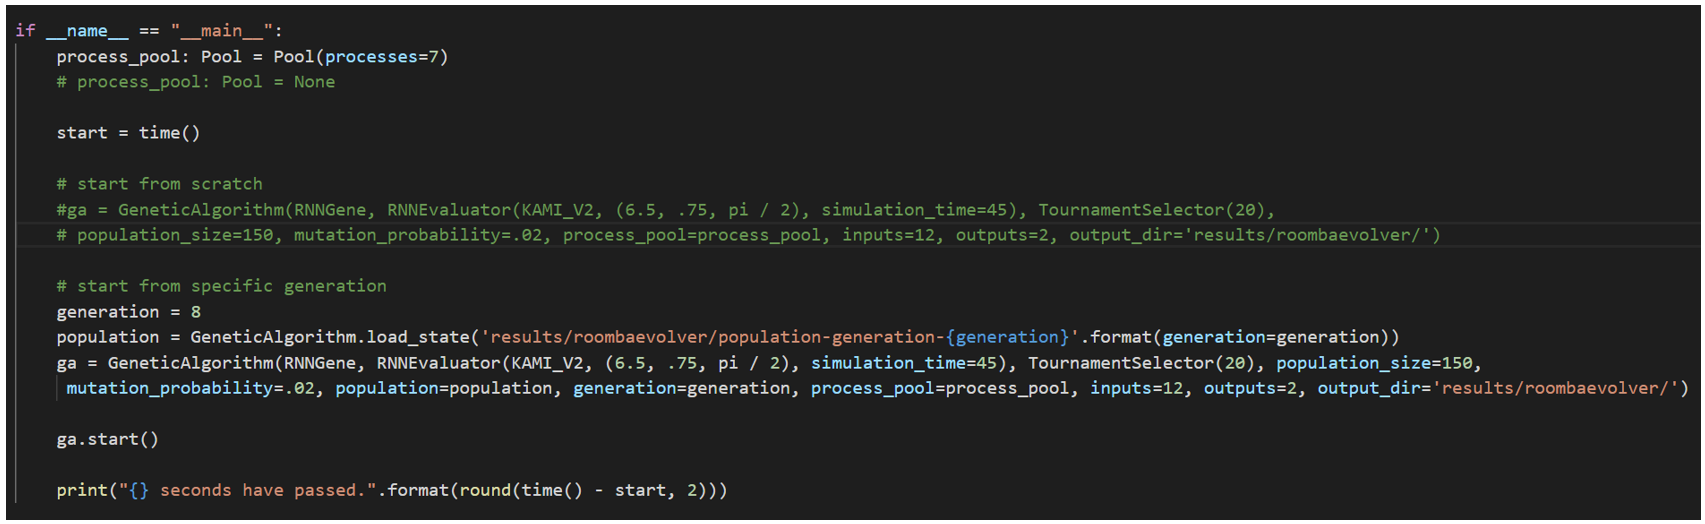 if __name__ == "__main__":
    process_pool: Pool = Pool(processes=7)
    # process_pool: Pool = None
    start = time()
    # start from scratch
    #ga = GeneticAlgorithm(RNNGene, RNNEvaluator(KAMI_V2, (6.5, .75, pi / 2), simulation_time=45), TournamentSelector(20),
    # population_size=150, mutation_probability=.02, process_pool=process_pool, inputs=12, outputs=2, output_dir='results/roombaevolver/')
    # start from specific generation
    generation = 8
    population = GeneticAlgorithm.load_state('results/roombaevolver/population-generation-{generation}'.format(generation=generation))
    ga = GeneticAlgorithm(RNNGene, RNNEvaluator(KAMI_V2, (6.5, .75, pi / 2), simulation_time=45), TournamentSelector(20), population_size=150,
     mutation_probability=.02, population=population, generation=generation, process_pool=process_pool, inputs=12, outputs=2, output_dir='results/roombaevolver/')
    ga.start()
    print("{} seconds have passed.".format(round(time() - start, 2)))